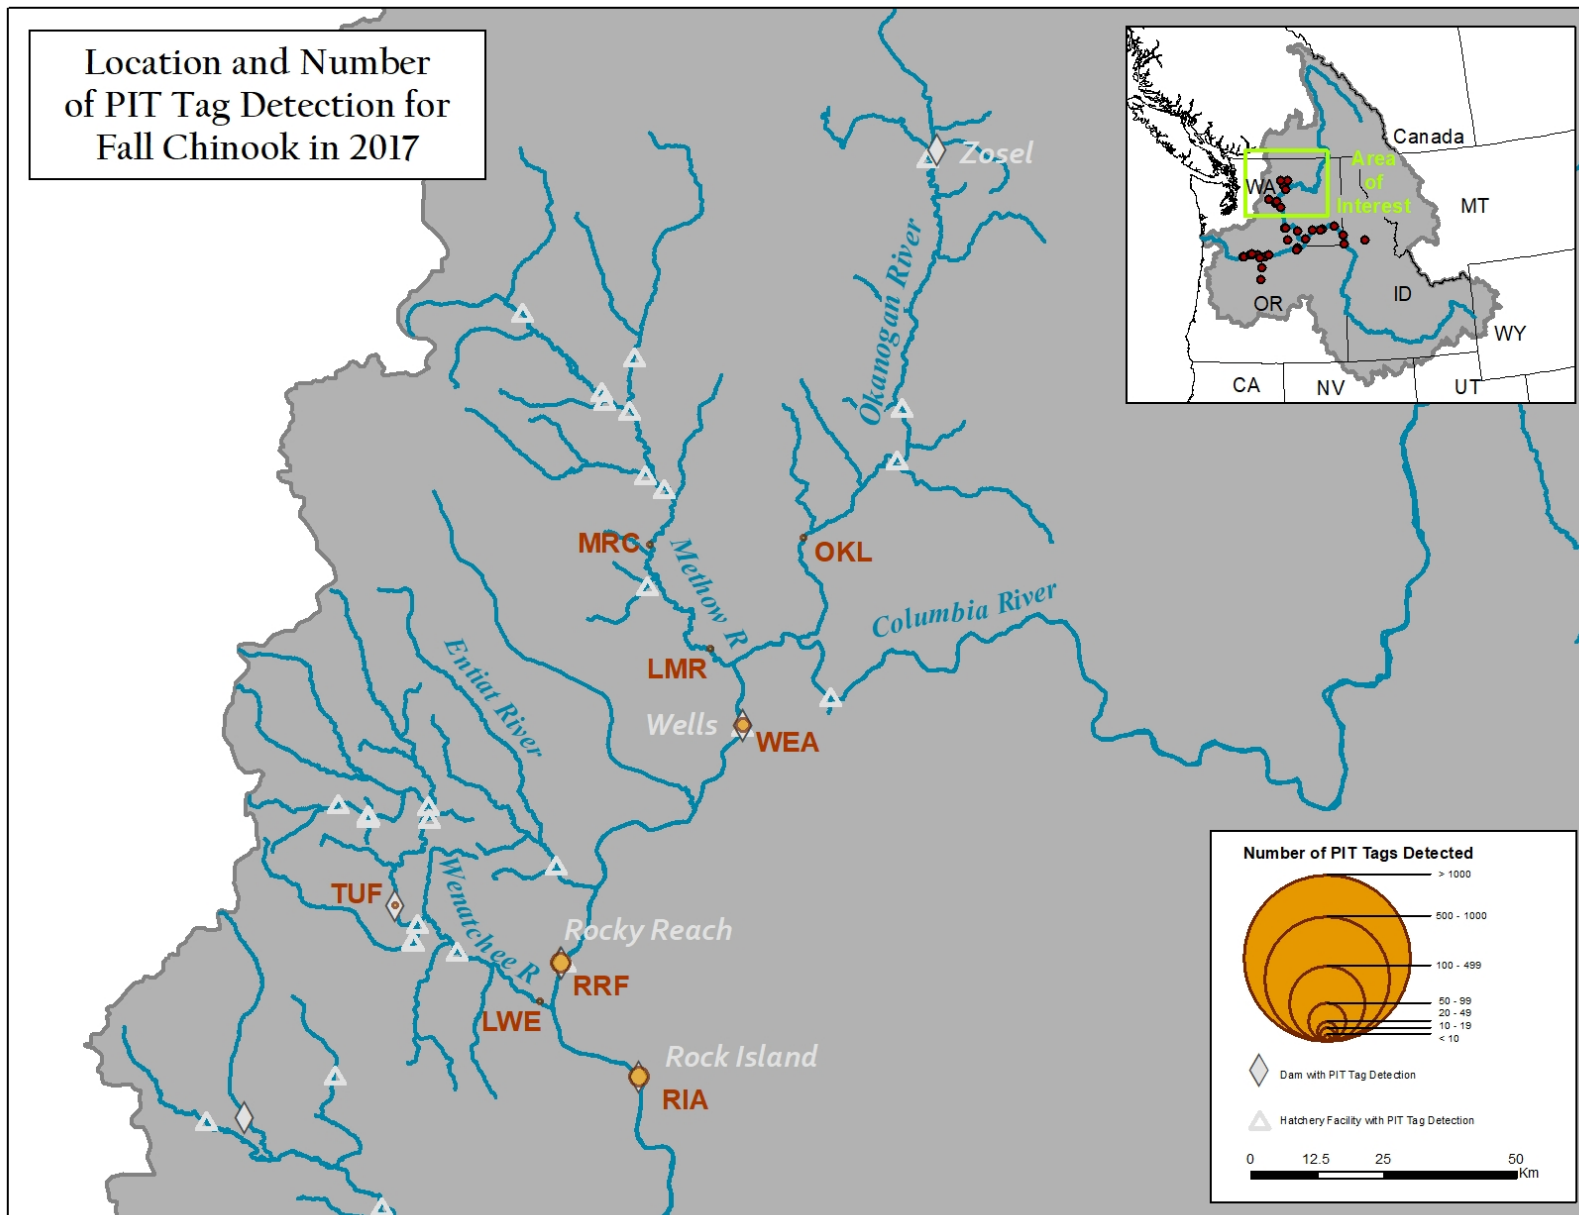 Location and Number
of PIT Tag Detection for
Fall Chinook in 2017
Canada
Area
of
Interest
WA
MT
OR
ID
WY
CA
NV
UT
Zosel
Okanogan River
MRC
Methow R
OKL
Columbia River
LMR
Entiat River
Wells
WEA
TUF
Wenatchee R
Rocky Reach
RRF
LWE
Rock Island
RIA
Number of PIT Tags Detected
> 1000
500 - 1000
100 - 499
50 - 99
20 - 49
10 - 19
< 10
Dam with PIT Tag Detection
Hatchery Facility with PIT Tag Detection
0 12.5 25 50
Km